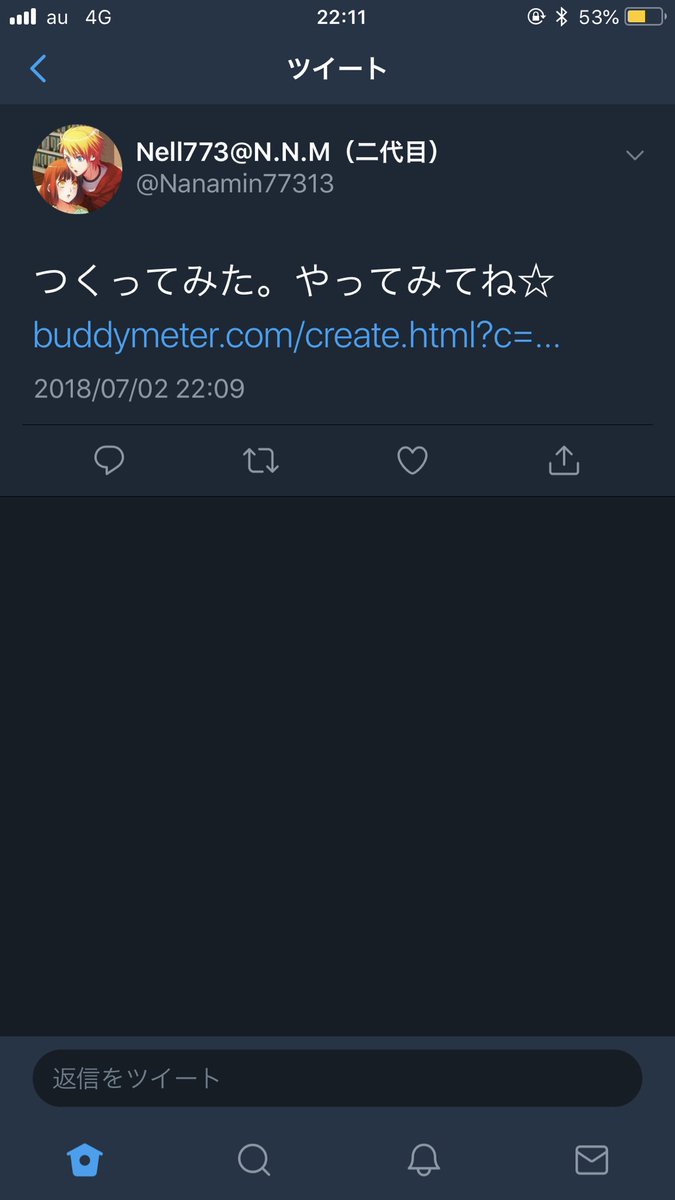 au 4G 22:11 53%
ツイート
Nell773@N.N.M（二代目）
@Nanamin77313
つくってみた。やってみてね☆
buddymeter.com/create.html?c=...
2018/07/02 22:09
返信をツイート